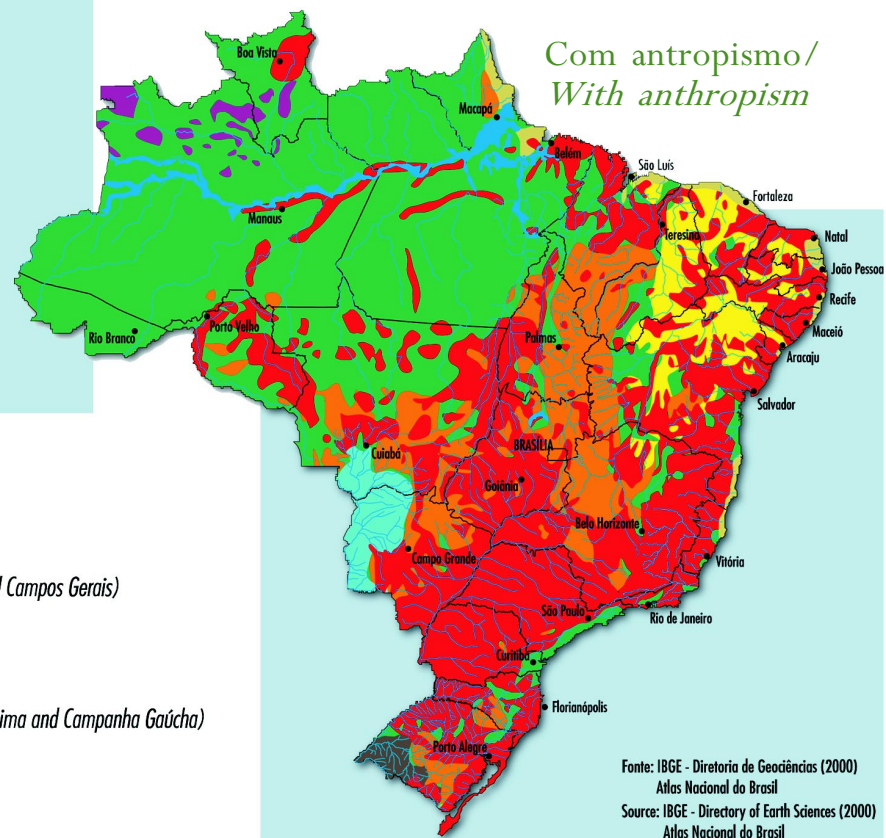 Com antropismo/
With anthropism
Boa Vista
Macapá
Belém
São Luís
Fortaleza
Manaus
Teresina
Natal
João Pessoa
Recife
Porto Velho
Rio Branco
Palmas
Maceió
Aracaju
Salvador
Cuiabá
BRASÍLIA
Goiânia
Belo Horizonte
Campo Grande
Vitória
Campos Gerais)
São Paulo
Rio de Janeiro
Curitiba
Florianópolis
ima and Campanha Gaúcha)
Porto Alegre
Fonte: IBGE - Diretoria de Geociências (2000)
Atlas Nacional do Brasil
Source: IBGE - Directory of Earth Sciences (2000)
Atlas Nacional do Brasil